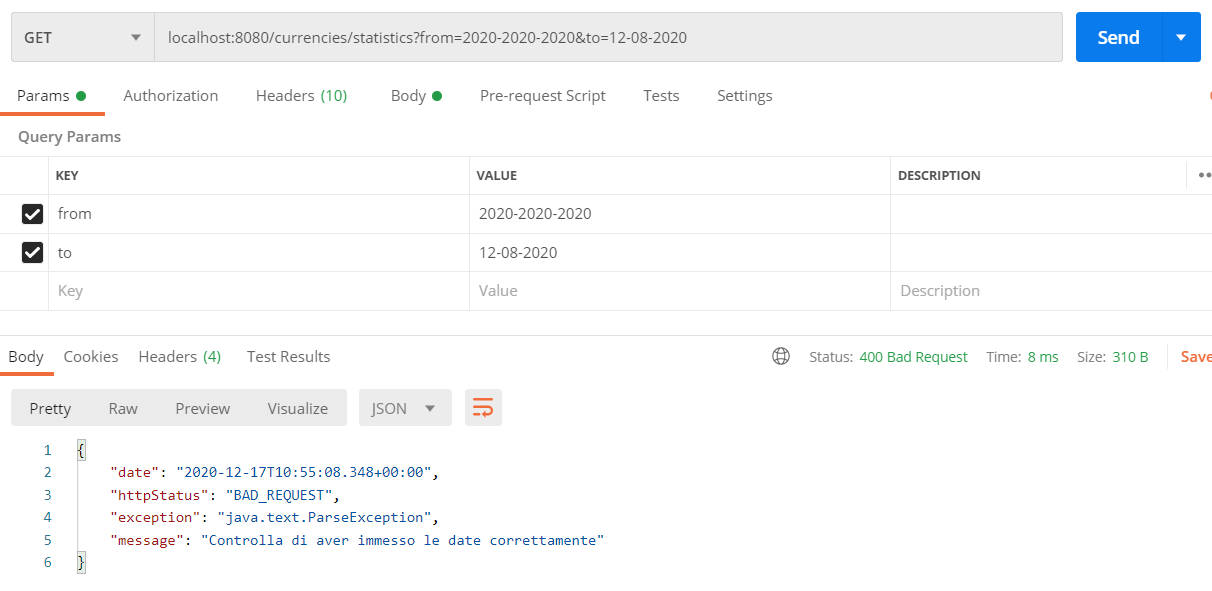 GET localhost:8080/currencies/statistics?from=2020-2020-2020&to=12-08-2020 Send
Params Authorization Headers (10) Body Pre-request Script Tests Settings
Query Params
KEY VALUE DESCRIPTION
from 2020-2020-2020
to 12-08-2020
Key Value Description
Body Cookies Headers (4) Test Results Status: 400 Bad Request Time: 8 ms Size: 310 B Save
Pretty Raw Preview Visualize JSON
1 {
2 "date": "2020-12-17T10:55:08.348+00:00",
3 "httpStatus": "BAD_REQUEST",
4 "exception": "java.text.ParseException",
5 "message": "Controlla di aver immesso le date correttamente"
6 }